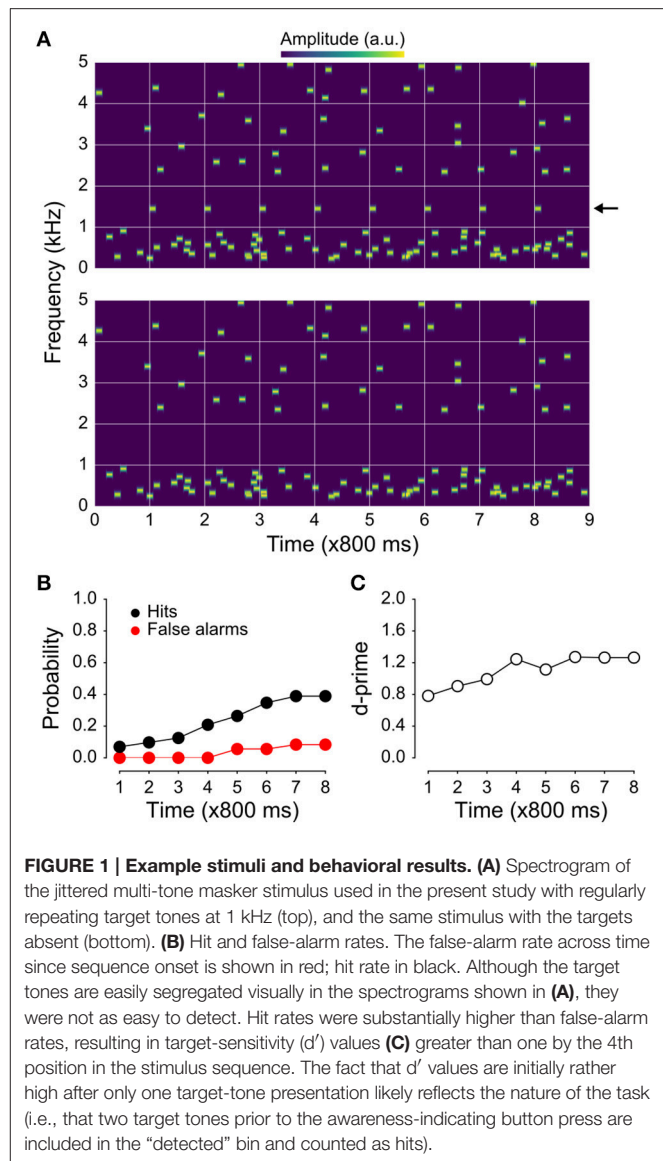 A
Amplitude (a.u.)
5
4
3
2
1
0
5
4
3
2
1
0
Frequency (kHz)
0 1 2 3 4 5 6 7 8 9
Time (x800 ms)
B
1.0
0.8
0.6
0.4
0.2
0.0
Probability
Hits
False alarms
1 2 3 4 5 6 7 8
Time (x800 ms)
C
2.0
1.6
1.2
0.8
0.4
0.0
d-prime
1 2 3 4 5 6 7 8
Time (x800 ms)
FIGURE 1 | Example stimuli and behavioral results. (A) Spectrogram of
the jittered multi-tone masker stimulus used in the present study with regularly
repeating target tones at 1 kHz (top), and the same stimulus with the targets
absent (bottom). (B) Hit and false-alarm rates. The false-alarm rate across time
since sequence onset is shown in red; hit rate in black. Although the target
tones are easily segregated visually in the spectrograms shown in (A), they
were not as easy to detect. Hit rates were substantially higher than false-alarm
rates, resulting in target-sensitivity (d′) values (C) greater than one by the 4th
position in the stimulus sequence. The fact that d′ values are initially rather
high after only one target-tone presentation likely reflects the nature of the task
(i.e., that two target tones prior to the awareness-indicating button press are
included in the “detected” bin and counted as hits).